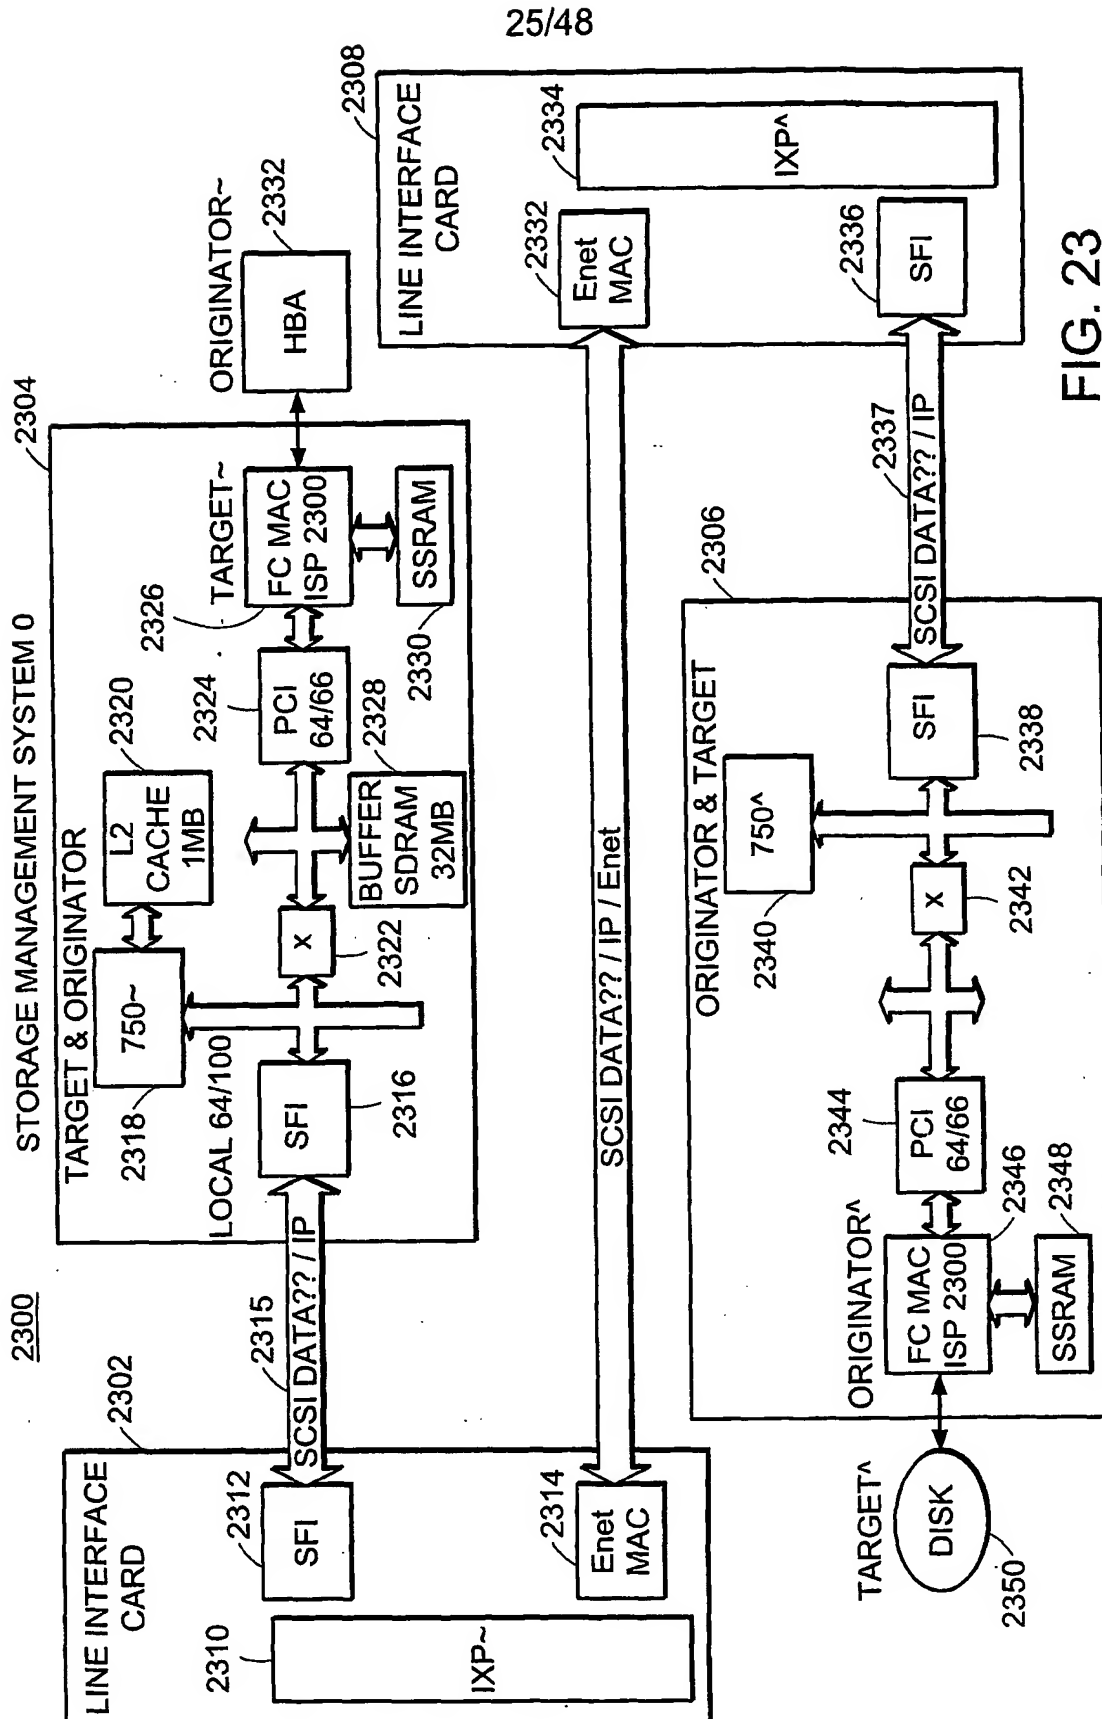 25/48
2300
STORAGE MANAGEMENT SYSTEM 0
2302
LINE INTERFACE
CARD
2310
IXP~
2312
SFI
2314
Enet
MAC
2315
SCSI DATA?? / IP
2304
TARGET & ORIGINATOR
2318
750~
2320
L2
CACHE
1MB
LOCAL 64/100
SFI
2316
X
2322
2324
PCI
64/66
2328
BUFFER
SDRAM
32MB
2326
TARGET~
FC MAC
ISP 2300
SSRAM
2330
ORIGINATOR~
2332
HBA
SCSI DATA?? / IP / Enet
2308
LINE INTERFACE
CARD
2332
Enet
MAC
2334
IXP^
2336
SFI
2337
SCSI DATA?? / IP
2306
ORIGINATOR & TARGET
750^
2340
SFI
2338
X
2342
2344
PCI
64/66
ORIGINATOR^
2346
FC MAC
ISP 2300
2348
SSRAM
TARGET^
DISK
2350
FIG. 23